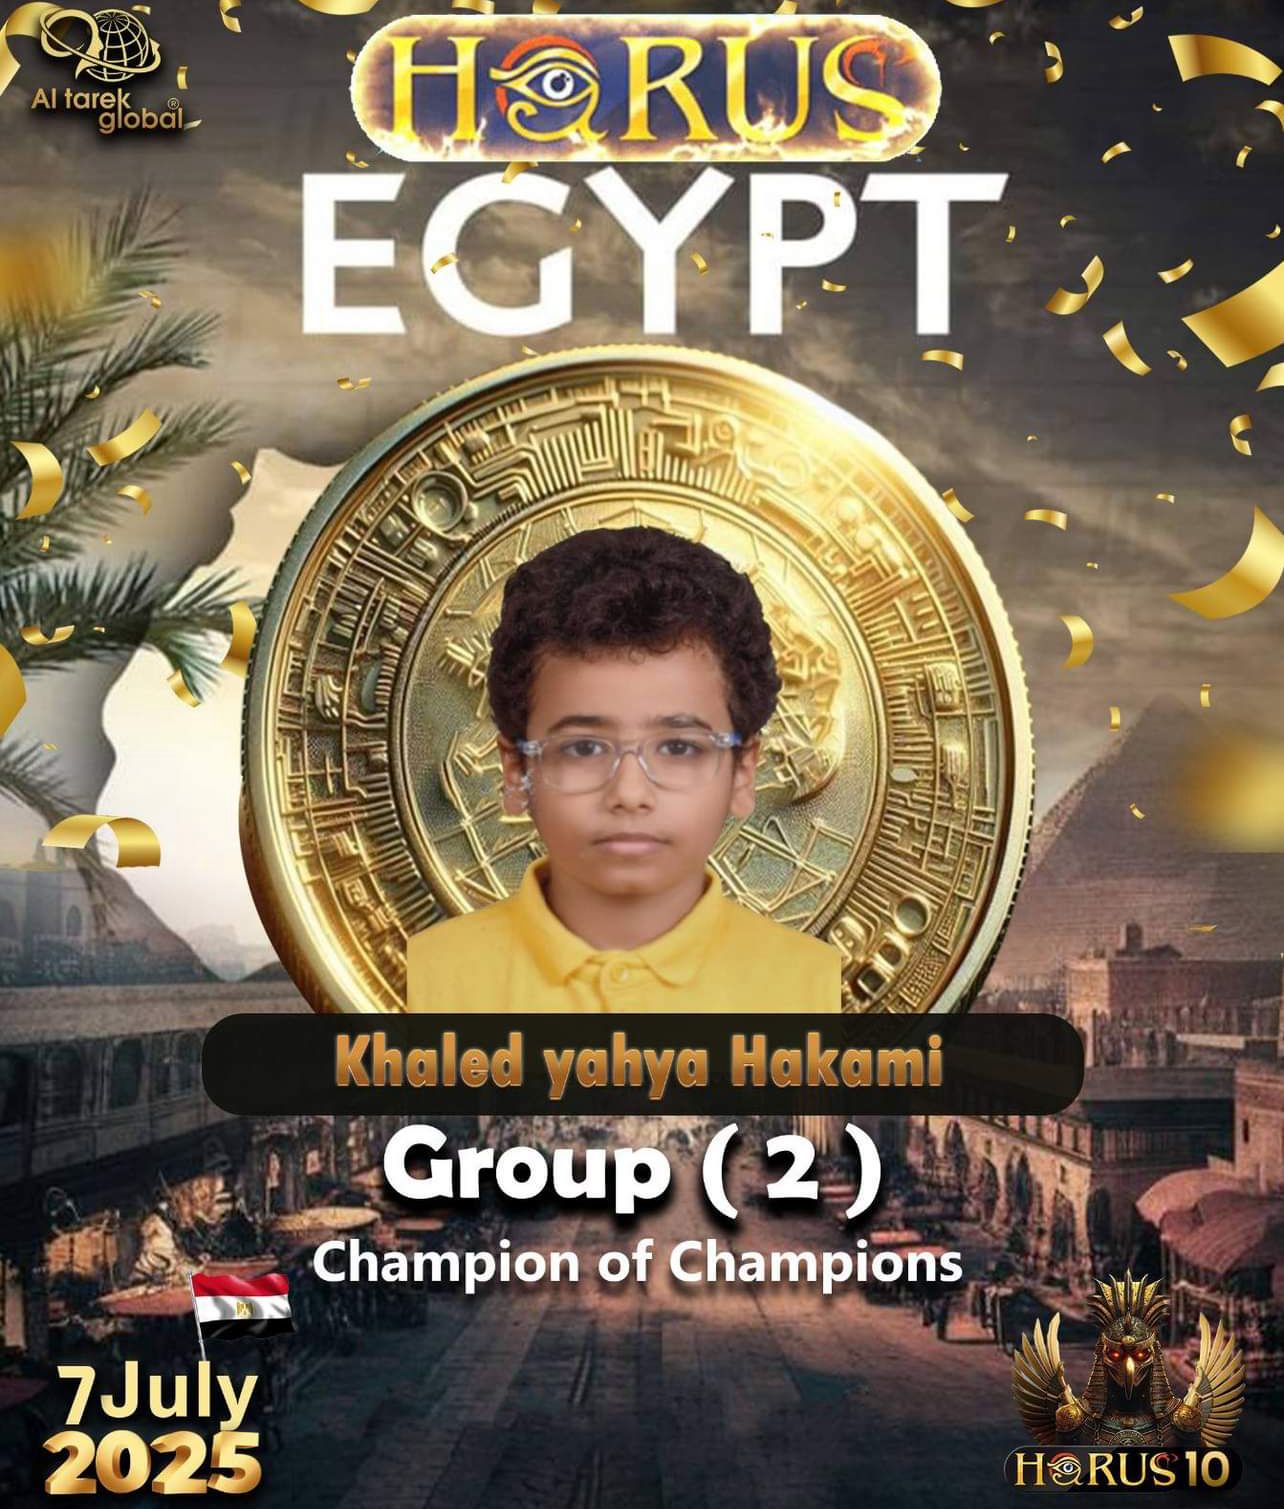 Al tarek
global®
HORUS
EGYPT
Khaled yahya Hakami
Group ( 2 )
Champion of Champions
7July
2025
HORUS 10